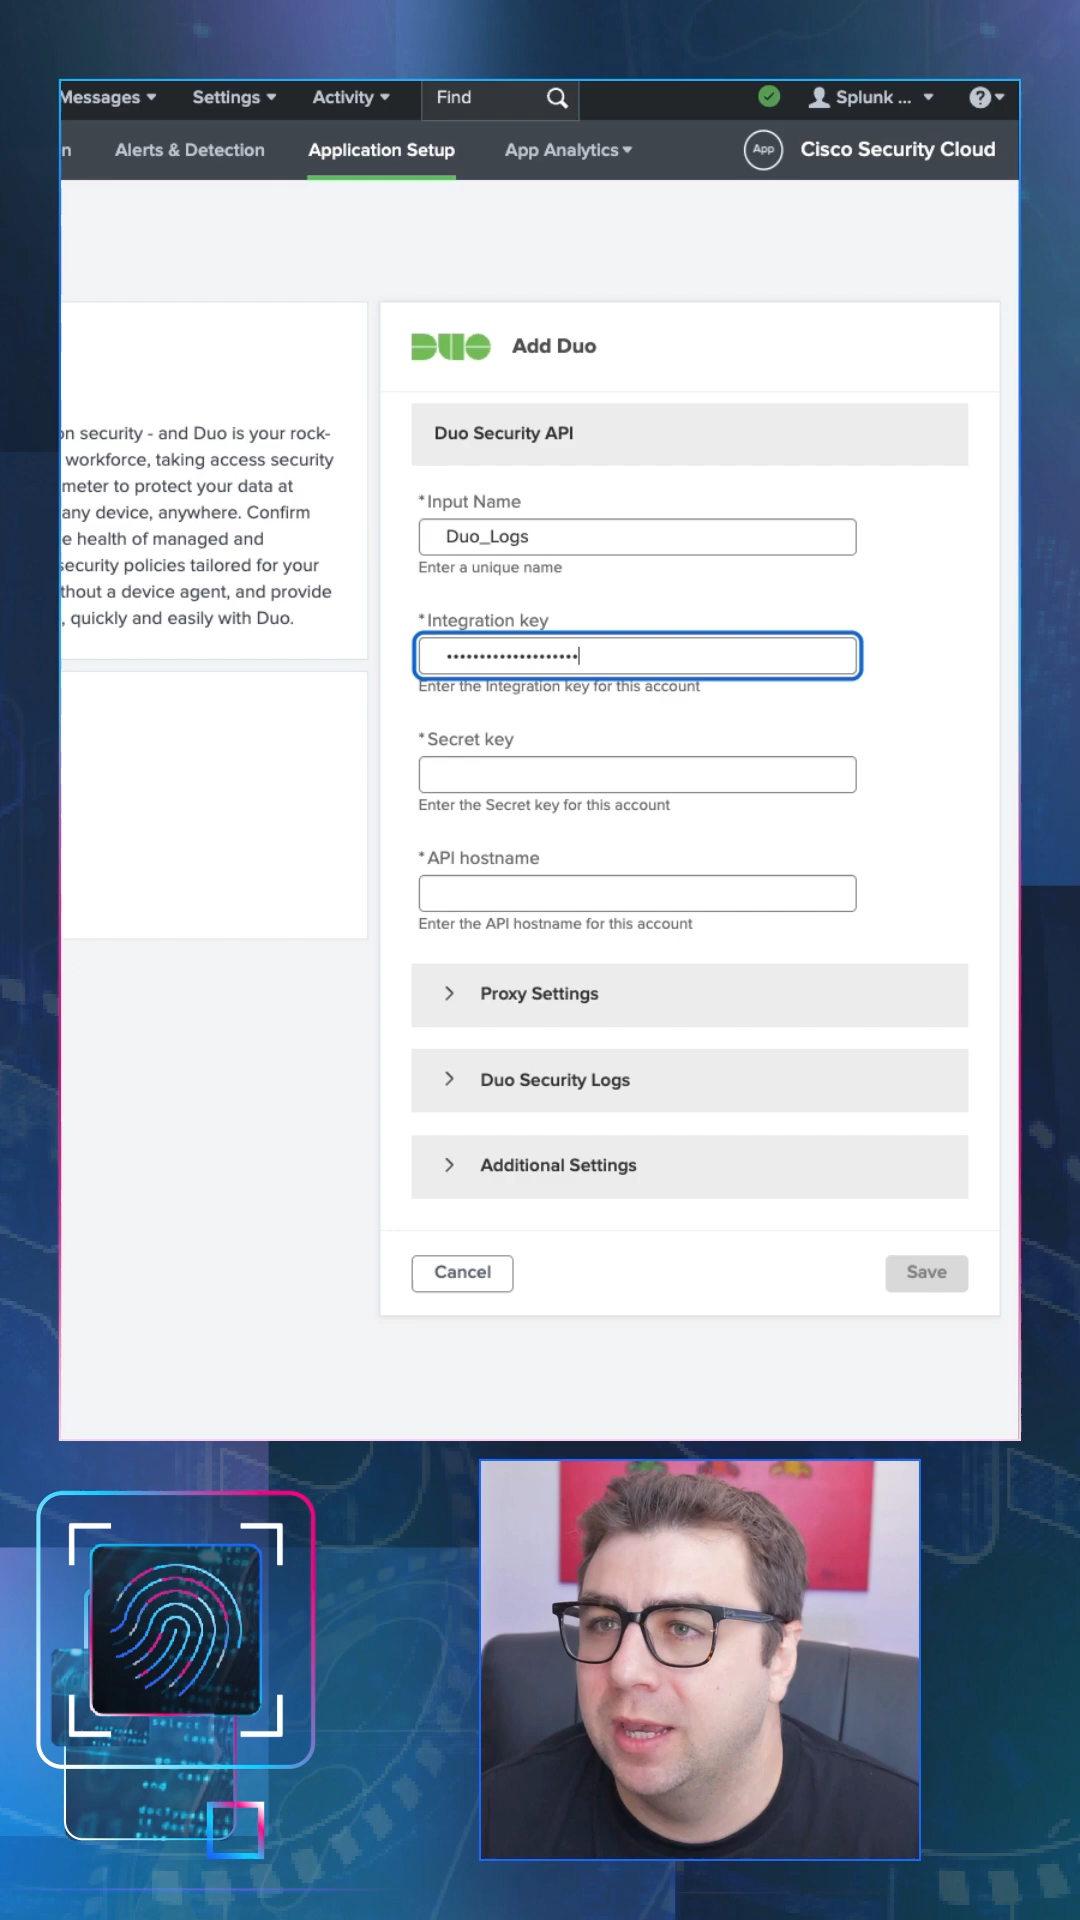 Messages Settings Activity Find Splunk ...
Alerts & Detection Application Setup App Analytics App Cisco Security Cloud
DUO Add Duo
Duo Security API
on security - and Duo is your rock-
workforce, taking access security
meter to protect your data at
any device, anywhere. Confirm
e health of managed and
security policies tailored for your
thout a device agent, and provide
, quickly and easily with Duo.
*Input Name
Duo_Logs
Enter a unique name
*Integration key
••••••••••••••••••••
Enter the Integration key for this account
*Secret key
Enter the Secret key for this account
*API hostname
Enter the API hostname for this account
Proxy Settings
Duo Security Logs
Additional Settings
Cancel Save
select
case